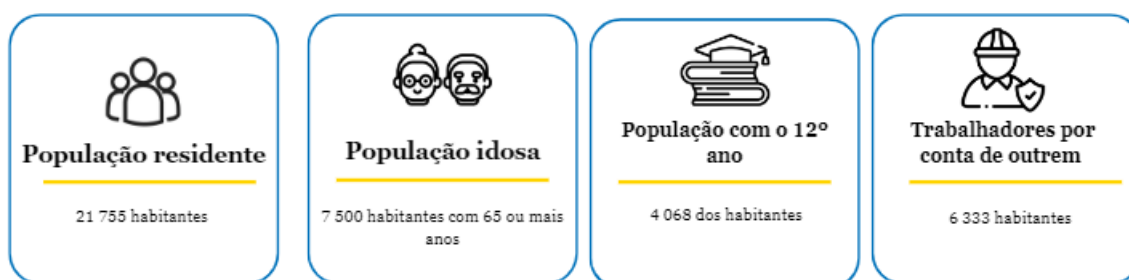 População residente
21 755 habitantes
População idosa
7 500 habitantes com 65 ou mais
anos
População com o 12º
ano
4 068 dos habitantes
Trabalhadores por
conta de outrem
6 333 habitantes